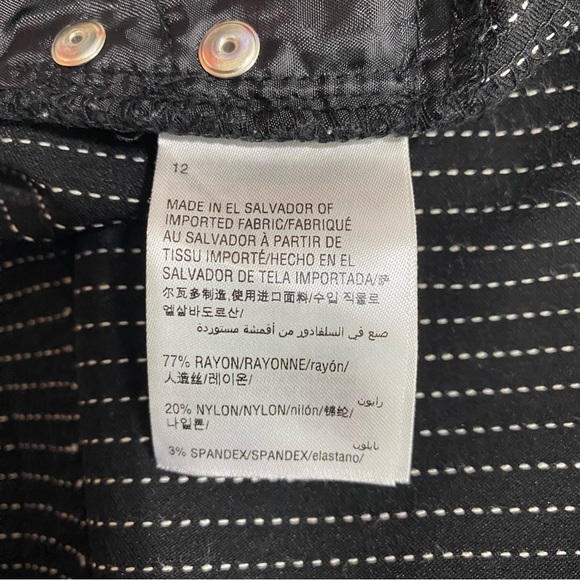 12
MADE IN EL SALVADOR OF
IMPORTED FABRIC/FABRIQUÉ
AU SALVADOR À PARTIR DE
TISSU IMPORTÉ/HECHO EN EL
SALVADOR DE TELA IMPORTADA/萨
尔瓦多制造,使用进口面料/수입 직물로
엘살바도르산/
صنع في السلفادور من أقمشة مستوردة
77% RAYON/RAYONNE/rayón/
人造丝/레이온/ رايون
20% NYLON/NYLON/nilón/锦纶/
나일론/ نايلون
3% SPANDEX/SPANDEX/elastano/